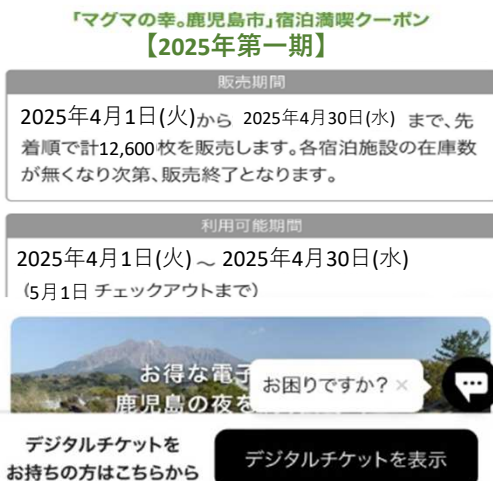 「マグマの幸。鹿児島市」宿泊満喫クーポン
【2025年第一期】
販売期間
2025年4月1日(火)から 2025年4月30日(水) まで、先
着順で計12,600枚を販売します。各宿泊施設の在庫数
が無くなり次第、販売終了となります。
利用可能期間
2025年4月1日(火) ~ 2025年4月30日(水)
(5月1日 チェックアウトまで)
お得な電子
鹿児島の夜を
お困りですか? ×
デジタルチケットを
お持ちの方はこちらから
デジタルチケットを表示